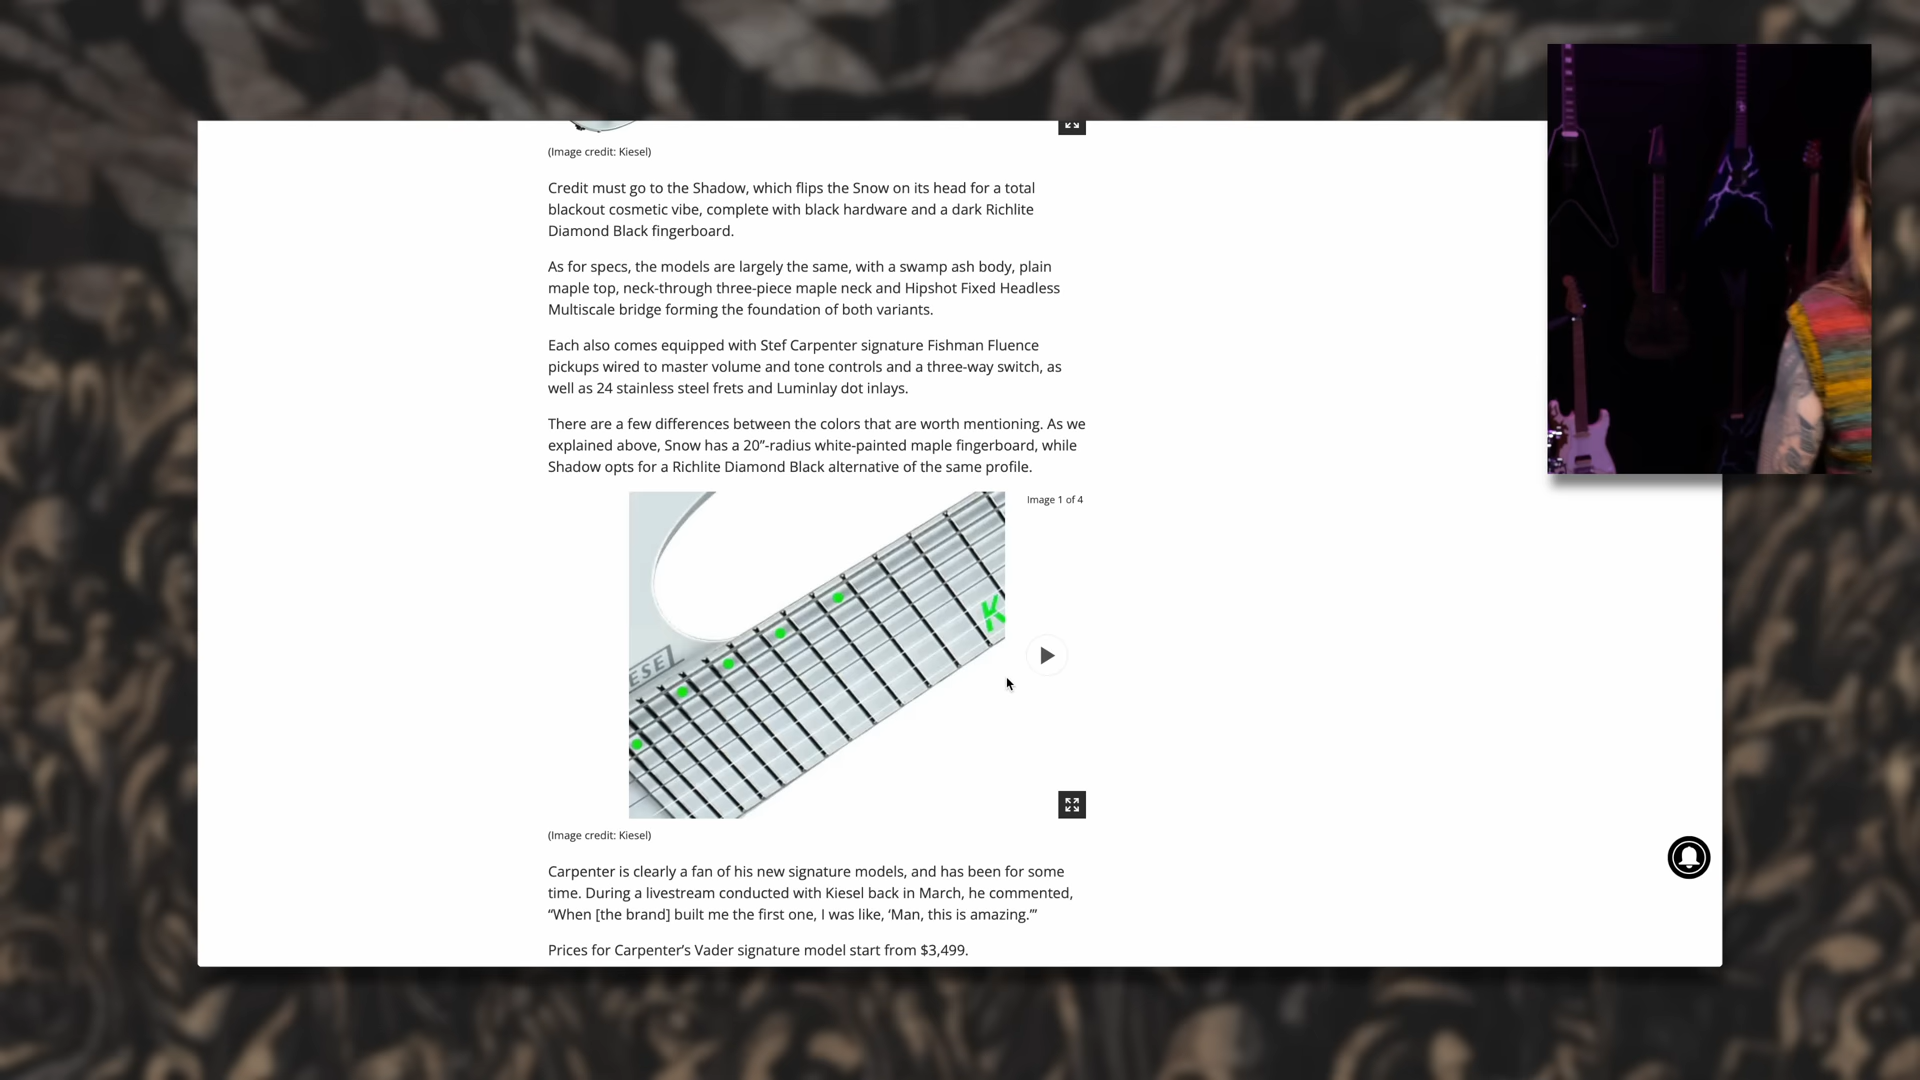 (Image credit: Kiesel)
Credit must go to the Shadow, which flips the Snow on its head for a total
blackout cosmetic vibe, complete with black hardware and a dark Richlite
Diamond Black fingerboard.
As for specs, the models are largely the same, with a swamp ash body, plain
maple top, neck-through three-piece maple neck and Hipshot Fixed Headless
Multiscale bridge forming the foundation of both variants.
Each also comes equipped with Stef Carpenter signature Fishman Fluence
pickups wired to master volume and tone controls and a three-way switch, as
well as 24 stainless steel frets and Luminlay dot inlays.
There are a few differences between the colors that are worth mentioning. As we
explained above, Snow has a 20”-radius white-painted maple fingerboard, while
Shadow opts for a Richlite Diamond Black alternative of the same profile.
Image 1 of 4
K
ESEL
(Image credit: Kiesel)
Carpenter is clearly a fan of his new signature models, and has been for some
time. During a livestream conducted with Kiesel back in March, he commented,
“When [the brand] built me the first one, I was like, ‘Man, this is amazing.’”
Prices for Carpenter’s Vader signature model start from $3,499.